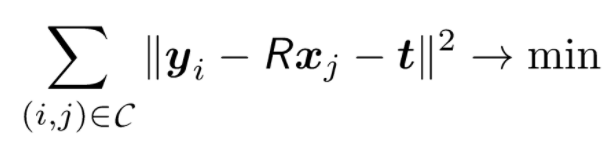 ∑ ‖y_i − Rx_j − t‖² → min
(i,j)∈𝒞